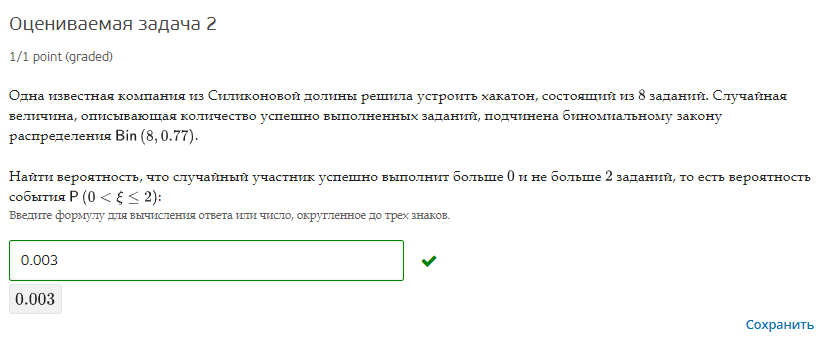 Оцениваемая задача 2
1/1 point (graded)
Одна известная компания из Силиконовой долины решила устроить хакатон, состоящий из 8 заданий. Случайная
величина, описывающая количество успешно выполненных заданий, подчинена биномиальному закону
распределения Bin (8, 0.77).
Найти вероятность, что случайный участник успешно выполнит больше 0 и не больше 2 заданий, то есть вероятность
события P (0 < ξ ≤ 2):
Введите формулу для вычисления ответа или число, округленное до трех знаков.
0.003
0.003
Сохранить